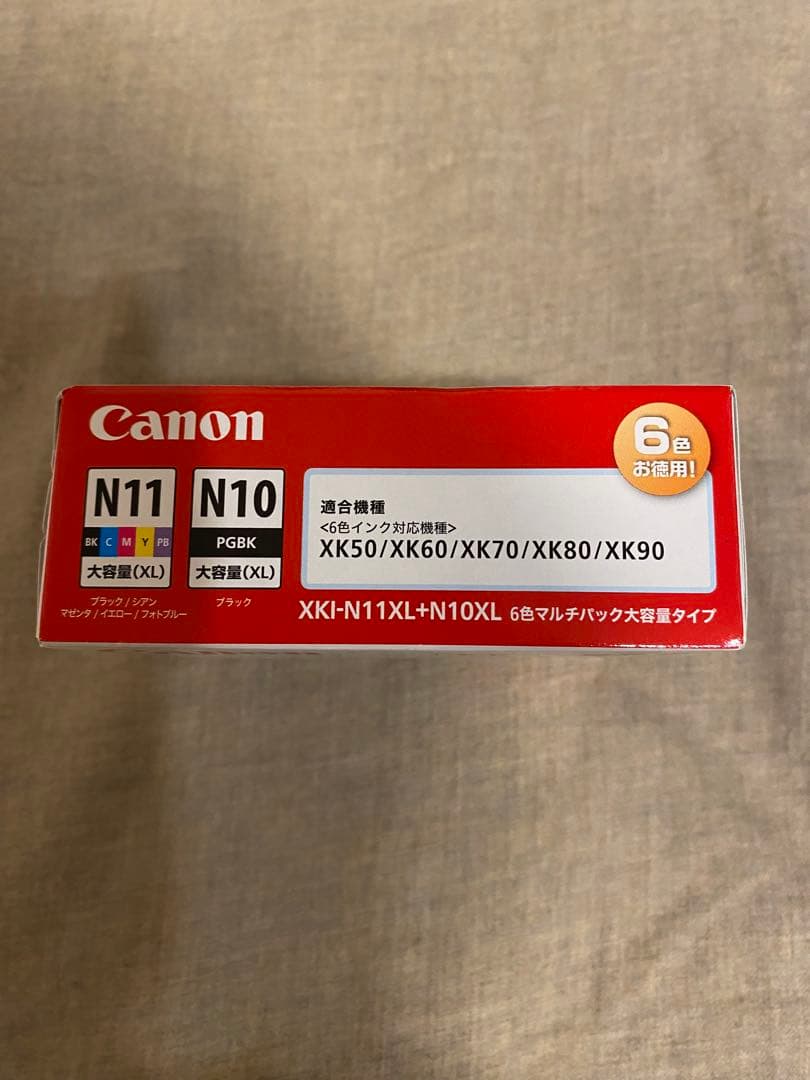 Canon
6色
お徳用!
N11
BK C M Y PB
大容量(XL)
ブラック / シアン
マゼンタ / イエロー / フォトブルー
N10
PGBK
大容量(XL)
ブラック
適合機種
<6色インク対応機種>
XK50/XK60/XK70/XK80/XK90
XKI-N11XL+N10XL 6色マルチパック大容量タイプ